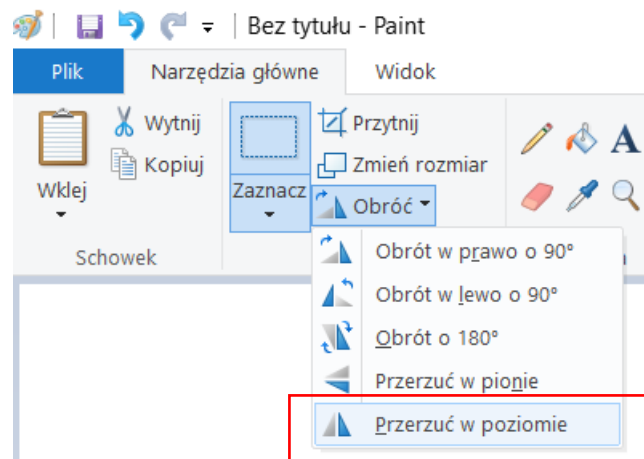 Bez tytułu - Paint
Plik Narzędzia główne Widok
Wklej
Wytnij
Kopiuj
Schowek
Zaznacz
Przytnij
Zmień rozmiar
Obróć
A
Obrót w prawo o 90°
Obrót w lewo o 90°
Obrót o 180°
Przerzuć w pionie
Przerzuć w poziomie